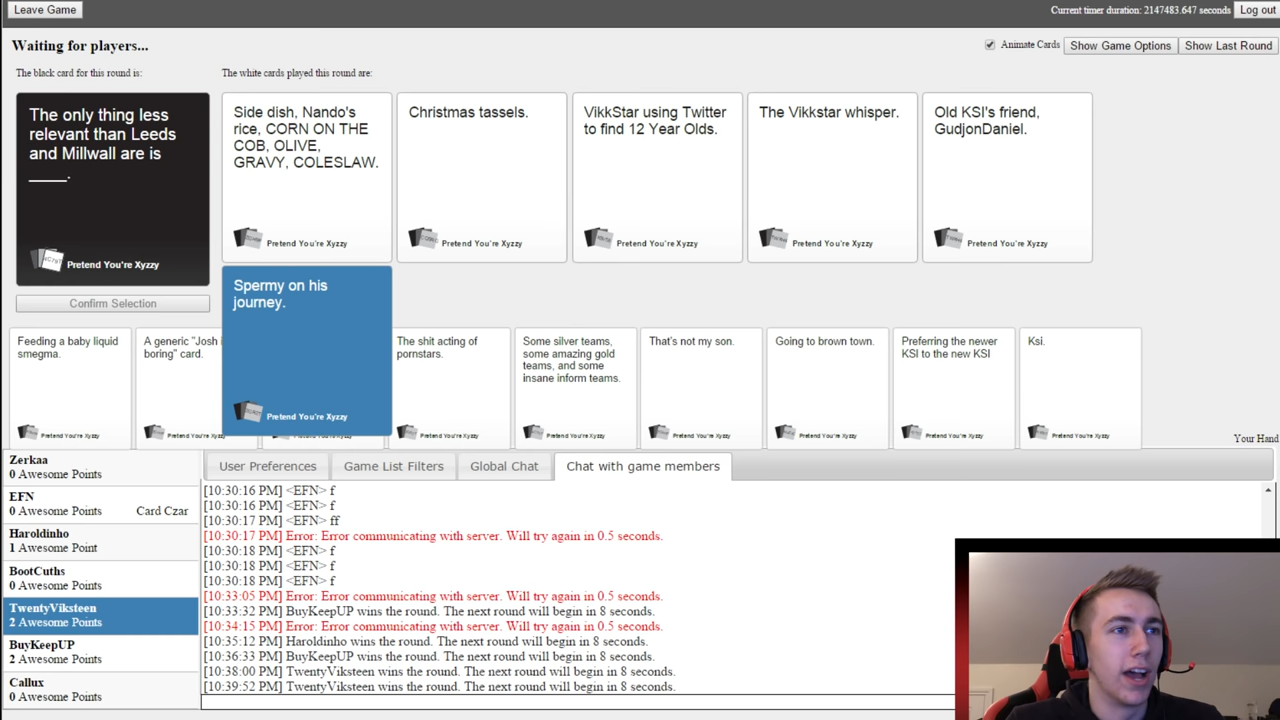 Leave Game
Current timer duration: 2147483.647 seconds
Log out
Waiting for players...
Animate Cards
Show Game Options
Show Last Round
The black card for this round is:
The white cards played this round are:
The only thing less
relevant than Leeds
and Millwall are is
____.
Pretend You're Xyzzy
Confirm Selection
Side dish, Nando's
rice, CORN ON THE
COB, OLIVE,
GRAVY, COLESLAW.
Pretend You're Xyzzy
Christmas tassels.
Pretend You're Xyzzy
VikkStar using Twitter
to find 12 Year Olds.
Pretend You're Xyzzy
The Vikkstar whisper.
Pretend You're Xyzzy
Old KSI's friend,
GudjonDaniel.
Pretend You're Xyzzy
Spermy on his
journey.
Pretend You're Xyzzy
Feeding a baby liquid
smegma.
Pretend You're Xyzzy
A generic "Josh i
boring" card.
Pretend You're Xyzzy
The shit acting of
pornstars.
Pretend You're Xyzzy
Some silver teams,
some amazing gold
teams, and some
insane inform teams.
Pretend You're Xyzzy
That's not my son.
Pretend You're Xyzzy
Going to brown town.
Pretend You're Xyzzy
Preferring the newer
KSI to the new KSI
Pretend You're Xyzzy
Ksi.
Pretend You're Xyzzy
Your Hand
Zerkaa
0 Awesome Points
EFN
0 Awesome Points Card Czar
Haroldinho
1 Awesome Point
BootCuths
0 Awesome Points
TwentyViksteen
2 Awesome Points
BuyKeepUP
2 Awesome Points
Callux
0 Awesome Points
User Preferences
Game List Filters
Global Chat
Chat with game members
[10:30:16 PM] <EFN> f
[10:30:16 PM] <EFN> f
[10:30:17 PM] <EFN> ff
[10:30:17 PM] Error: Error communicating with server. Will try again in 0.5 seconds.
[10:30:18 PM] <EFN> f
[10:30:18 PM] <EFN> f
[10:30:18 PM] <EFN> f
[10:33:05 PM] Error: Error communicating with server. Will try again in 0.5 seconds.
[10:33:32 PM] BuyKeepUP wins the round. The next round will begin in 8 seconds.
[10:34:15 PM] Error: Error communicating with server. Will try again in 0.5 seconds.
[10:35:12 PM] Haroldinho wins the round. The next round will begin in 8 seconds.
[10:36:33 PM] BuyKeepUP wins the round. The next round will begin in 8 seconds.
[10:38:00 PM] TwentyViksteen wins the round. The next round will begin in 8 seconds.
[10:39:52 PM] TwentyViksteen wins the round. The next round will begin in 8 seconds.